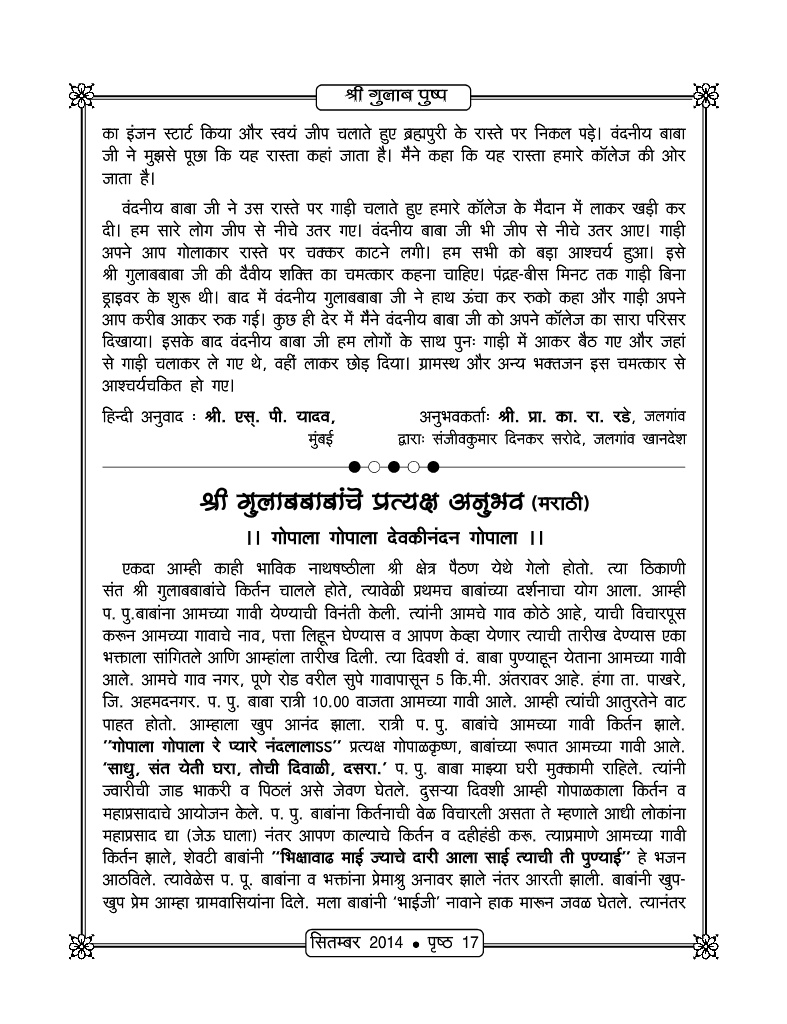 श्री गुलाब पुष्प
का इंजन स्टार्ट किया और स्वयं जीप चलाते हुए ब्रह्मपुरी के रास्ते पर निकल पड़े। वंदनीय बाबा
जी ने मुझसे पूछा कि यह रास्ता कहां जाता है। मैने कहा कि यह रास्ता हमारे कॉलेज की ओर
जाता है।
वंदनीय बाबा जी ने उस रास्ते पर गाड़ी चलाते हुए हमारे कॉलेज के मैदान में लाकर खड़ी कर
दी। हम सारे लोग जीप से नीचे उतर गए। वंदनीय बाबा जी भी जीप से नीचे उतर आए। गाड़ी
अपने आप गोलाकार रास्ते पर चक्कर काटने लगी। हम सभी को बड़ा आश्चर्य हुआ। इसे
श्री गुलाबबाबा जी की दैवीय शक्ति का चमत्कार कहना चाहिए। पंद्रह-बीस मिनट तक गाड़ी बिना
ड्राइवर के शुरू थी। बाद में वंदनीय गुलाबबाबा जी ने हाथ ऊंचा कर रुको कहा और गाड़ी अपने
आप करीब आकर रुक गई। कुछ ही देर में मैने वंदनीय बाबा जी को अपने कॉलेज का सारा परिसर
दिखाया। इसके बाद वंदनीय बाबा जी हम लोगों के साथ पुनः गाड़ी में आकर बैठ गए और जहां
से गाड़ी चलाकर ले गए थे, वहीं लाकर छोड़ दिया। ग्रामस्थ और अन्य भक्तजन इस चमत्कार से
आश्चर्यचकित हो गए।
हिन्दी अनुवाद : श्री. एस्. पी. यादव, अनुभवकर्ताः श्री. प्रा. का. रा. रडे, जलगांव
मुंबई द्वाराः संजीवकुमार दिनकर सरोदे, जलगांव खानदेश
श्री गुलाबबाबांचे प्रत्यक्ष अनुभव (मराठी)
।। गोपाला गोपाला देवकीनंदन गोपाला ।।
एकदा आम्ही काही भाविक नाथषष्ठीला श्री क्षेत्र पैठण येथे गेलो होतो. त्या ठिकाणी
संत श्री गुलाबबाबांचे किर्तन चालले होते, त्यावेळी प्रथमच बाबांच्या दर्शनाचा योग आला. आम्ही
प. पु.बाबांना आमच्या गावी येण्याची विनंती केली. त्यांनी आमचे गाव कोठे आहे, याची विचारपूस
करून आमच्या गावाचे नाव, पत्ता लिहून घेण्यास व आपण केव्हा येणार त्याची तारीख देण्यास एका
भक्ताला सांगितले आणि आम्हांला तारीख दिली. त्या दिवशी वं. बाबा पुण्याहून येताना आमच्या गावी
आले. आमचे गाव नगर, पूणे रोड वरील सुपे गावापासून 5 कि.मी. अंतरावर आहे. हंगा ता. पाखरे,
जि. अहमदनगर. प. पु. बाबा रात्री 10.00 वाजता आमच्या गावी आले. आम्ही त्यांची आतुरतेने वाट
पाहत होतो. आम्हाला खुप आनंद झाला. रात्री प. पु. बाबांचे आमच्या गावी किर्तन झाले.
"गोपाला गोपाला रे प्यारे नंदलालाऽऽ" प्रत्यक्ष गोपाळकृष्ण, बाबांच्या रूपात आमच्या गावी आले.
‘साधु, संत येती घरा, तोची दिवाळी, दसरा.’ प. पु. बाबा माझ्या घरी मुक्कामी राहिले. त्यांनी
ज्वारीची जाड भाकरी व पिठलं असे जेवण घेतले. दुसऱ्या दिवशी आम्ही गोपाळकाला किर्तन व
महाप्रसादाचे आयोजन केले. प. पु. बाबांना किर्तनाची वेळ विचारली असता ते म्हणाले आधी लोकांना
महाप्रसाद द्या (जेऊ घाला) नंतर आपण काल्याचे किर्तन व दहीहंडी करू. त्याप्रमाणे आमच्या गावी
किर्तन झाले, शेवटी बाबांनी "भिक्षावाढ माई ज्याचे दारी आला साई त्याची ती पुण्याई" हे भजन
आठविले. त्यावेळेस प. पू. बाबांना व भक्तांना प्रेमाश्रु अनावर झाले नंतर आरती झाली. बाबांनी खुप-
खुप प्रेम आम्हा ग्रामवासियांना दिले. मला बाबांनी ‘भाईजी’ नावाने हाक मारून जवळ घेतले. त्यानंतर
सितम्बर 2014 ● पृष्ठ 17